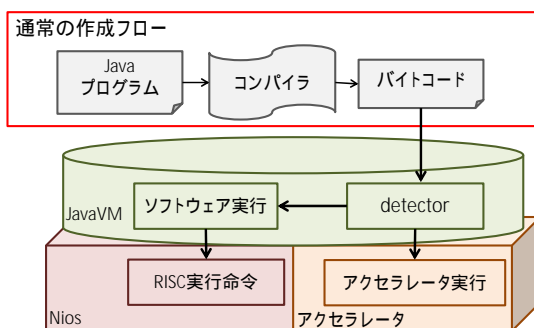 通常の作成フロー
Java
プログラム
コンパイラ
バイトコード
ソフトウェア実行
detector
JavaVM
RISC実行命令
アクセラレータ実行
Nios
アクセラレータ